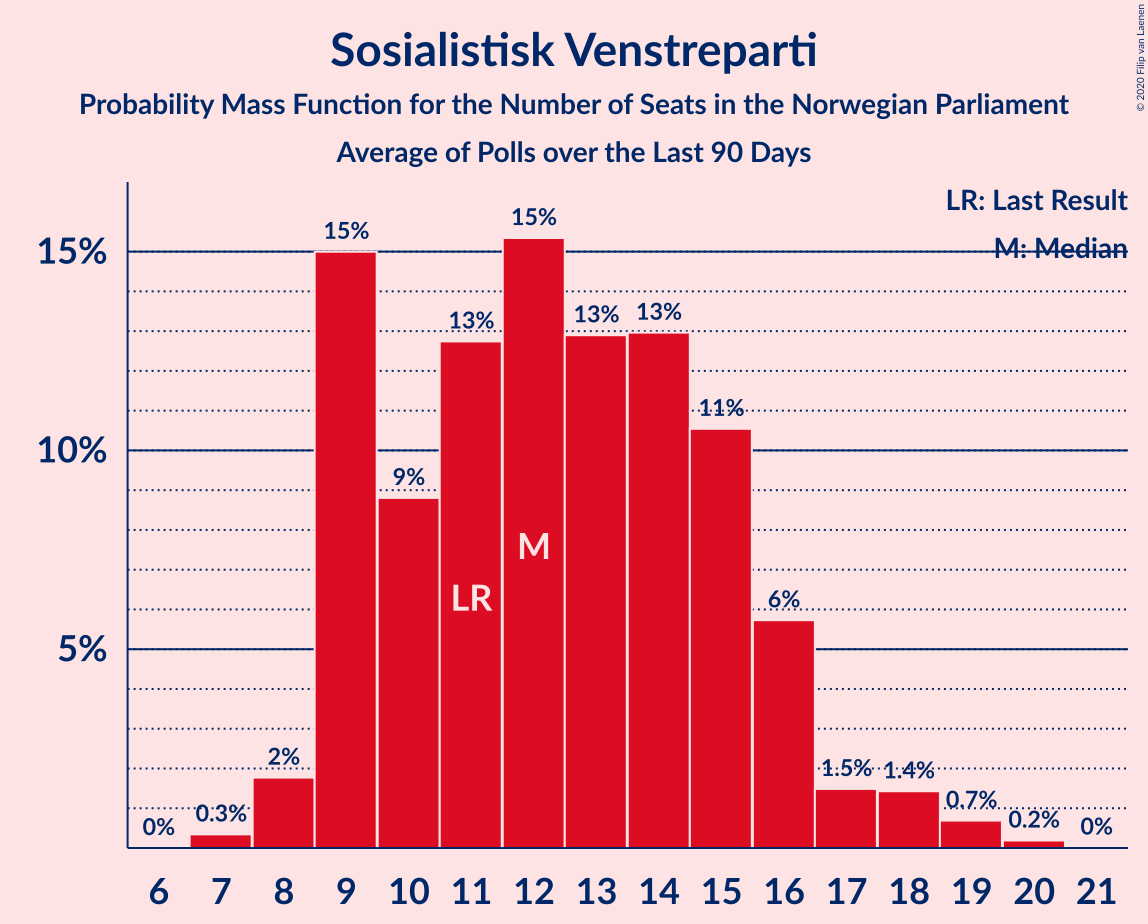 Sosialistisk Venstreparti
Probability Mass Function for the Number of Seats in the Norwegian Parliament
Average of Polls over the Last 90 Days
© 2020 Filip van Laenen
LR: Last Result
M: Median
15%
10%
5%
0%
0.3%
2%
15%
9%
13%
15%
13%
13%
11%
6%
1.5%
1.4%
0.7%
0.2%
0%
LR
M
6 7 8 9 10 11 12 13 14 15 16 17 18 19 20 21